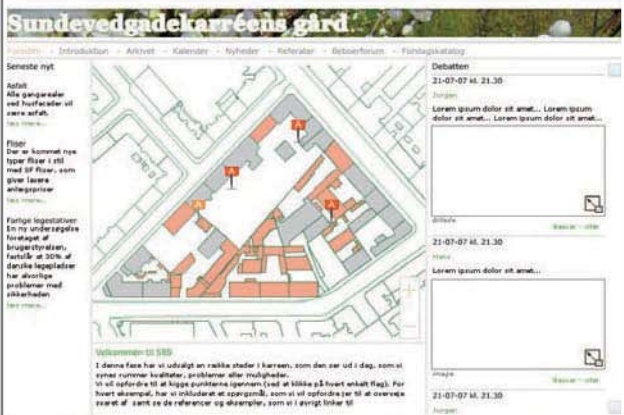 Sundevedgadekarréens gård
Forsiden - Introduktion - Arkivet - Kalender - Nyheder - Referater - Beboerforum - Forslagskatalog
Seneste nyt
Asfalt
Alle gangarealer
ved husfacader vil
være asfalt.
læs mere...
Fliser
Der er kommet nye
typer fliser i stil
med SF fliser, som
giver lavere
anlægspriser
læs mere...
Farlige legestativer
En ny undersøgelse
foretaget af
brugerstyrelsen,
fastslår at 30% af
danske legepladser
har alvorlige
problemer med
sikkerheden
læs mere...
A
A
A
A
+
Velkommen til SBS
I denne fase har vi udvalgt en række steder i karreen, som den ser ud i dag, som vi
synes rummer kvaliteter, problemer eller muligheder.
Vi vil opfordre til at kigge punkterne igennem (ved at klikke på hvert enkelt flag). For
hvert eksempel, har vi inkluderet et spørgsmål, som vi vil opfordre jer til at overveje
svaret af samt se de referencer og eksempler, som vi i øvrigt linker til
Debatten
21-07-07 kl. 21.30
Jørgen
Lorem ipsum dolor sit amet... Lorem ipsum
dolor sit amet... Lorem ipsum dolor sit amet...
Billede
Besvar - citer
21-07-07 kl. 21.30
Hans
Lorem ipsum dolor sit amet...
image
Besvar - citer
21-07-07 kl. 21.30
Jørgen